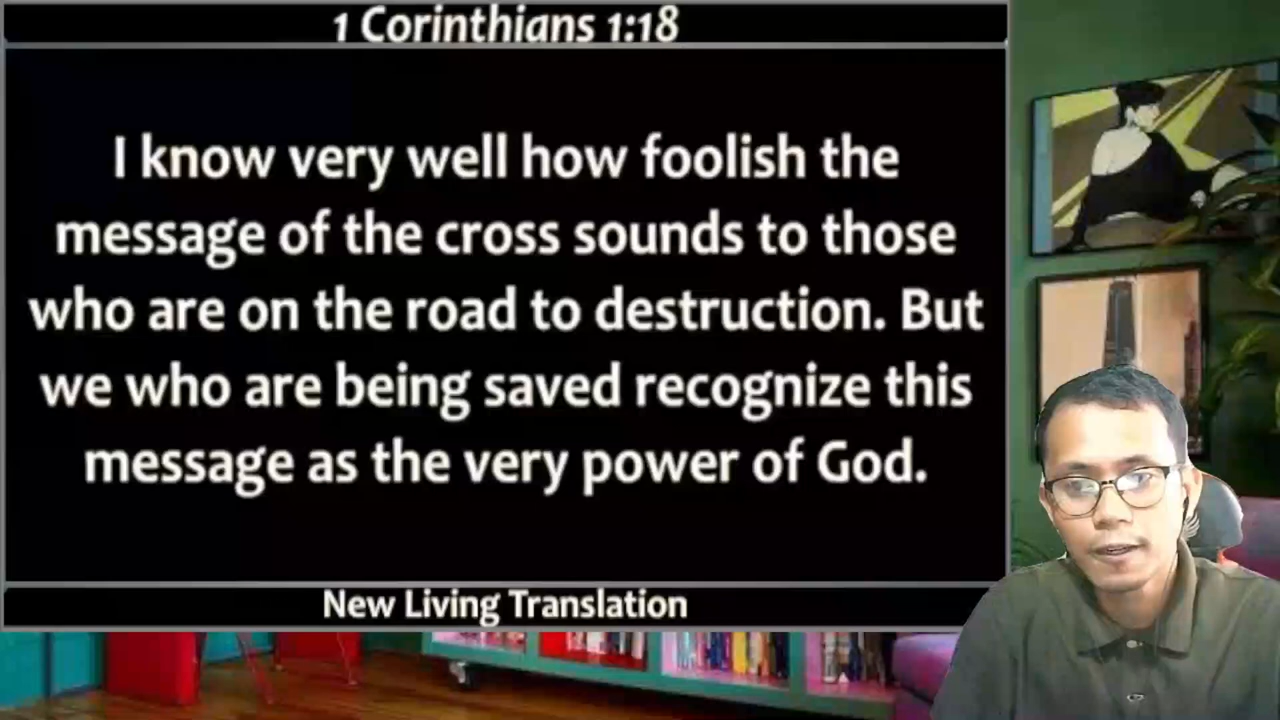 1 Corinthians 1:18
I know very well how foolish the
message of the cross sounds to those
who are on the road to destruction. But
we who are being saved recognize this
message as the very power of God.
New Living Translation